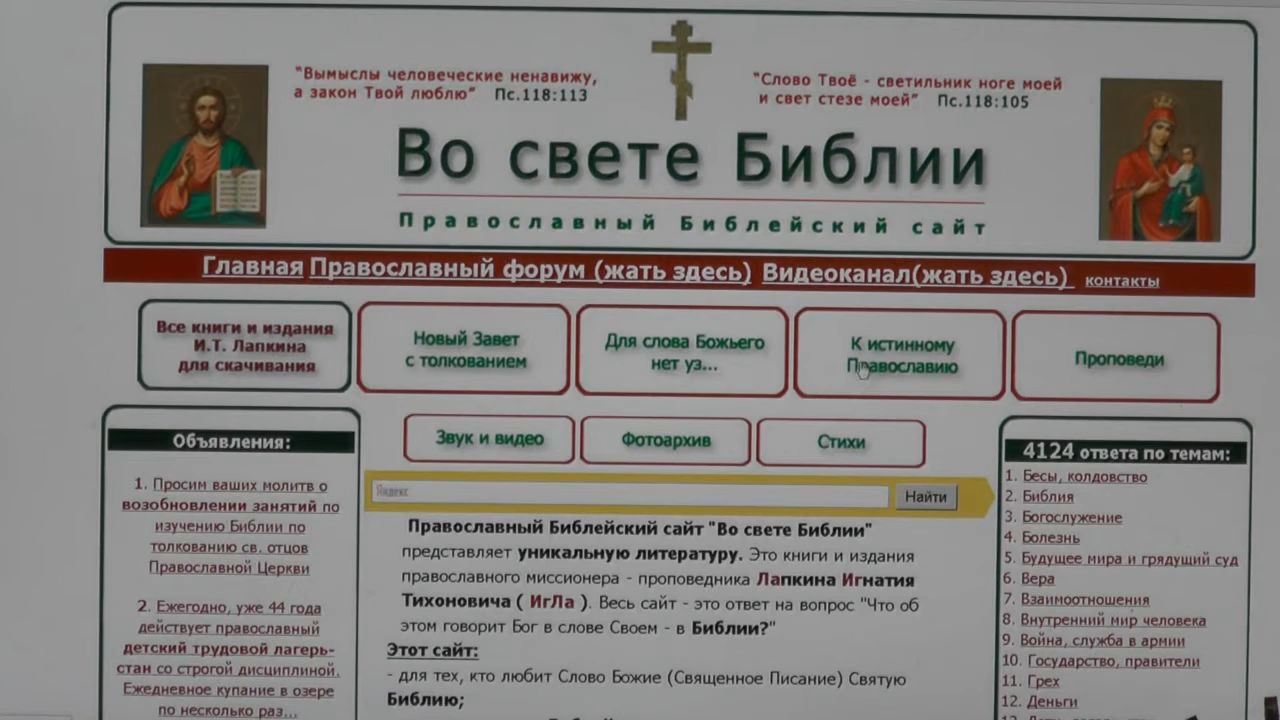 "Вымыслы человеческие ненавижу,
а закон Твой люблю" Пс.118:113
"Слово Твоё - светильник ноге моей
и свет стезе моей" Пс.118:105
Во свете Библии
Православный Библейский сайт
Главная Православный форум (жать здесь) Видеоканал(жать здесь) контакты
Все книги и издания
И.Т. Лапкина
для скачивания
Новый Завет
с толкованием
Для слова Божьего
нет уз...
К истинному
Православию
Проповеди
Звук и видео
Фотоархив
Стихи
Объявления:
1. Просим ваших молитв о
возобновлении занятий по
изучению Библии по
толкованию св. отцов
Православной Церкви
2. Ежегодно, уже 44 года
действует православный
детский трудовой лагерь-
стан со строгой дисциплиной.
Ежедневное купание в озере
по несколько раз...
Яндекс
Найти
Православный Библейский сайт "Во свете Библии"
представляет уникальную литературу. Это книги и издания
православного миссионера - проповедника Лапкина Игнатия
Тихоновича ( ИгЛа ). Весь сайт - это ответ на вопрос "Что об
этом говорит Бог в слове Своем - в Библии?"
Этот сайт:
- для тех, кто любит Слово Божие (Священное Писание) Святую
Библию;
4124 ответа по темам:
1. Бесы, колдовство
2. Библия
3. Богослужение
4. Болезнь
5. Будущее мира и грядущий суд
6. Вера
7. Взаимоотношения
8. Внутренний мир человека
9. Война, служба в армии
10. Государство, правители
11. Грех
12. Деньги